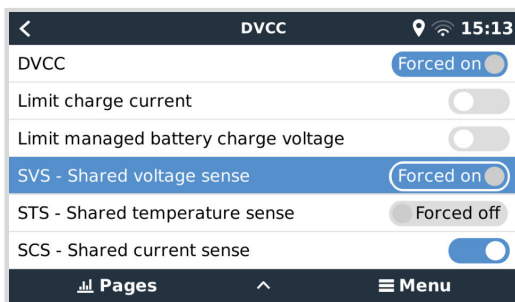 DVCC 15:13
DVCC Forced on
Limit charge current
Limit managed battery charge voltage
SVS - Shared voltage sense Forced on
STS - Shared temperature sense Forced off
SCS - Shared current sense
Pages Menu